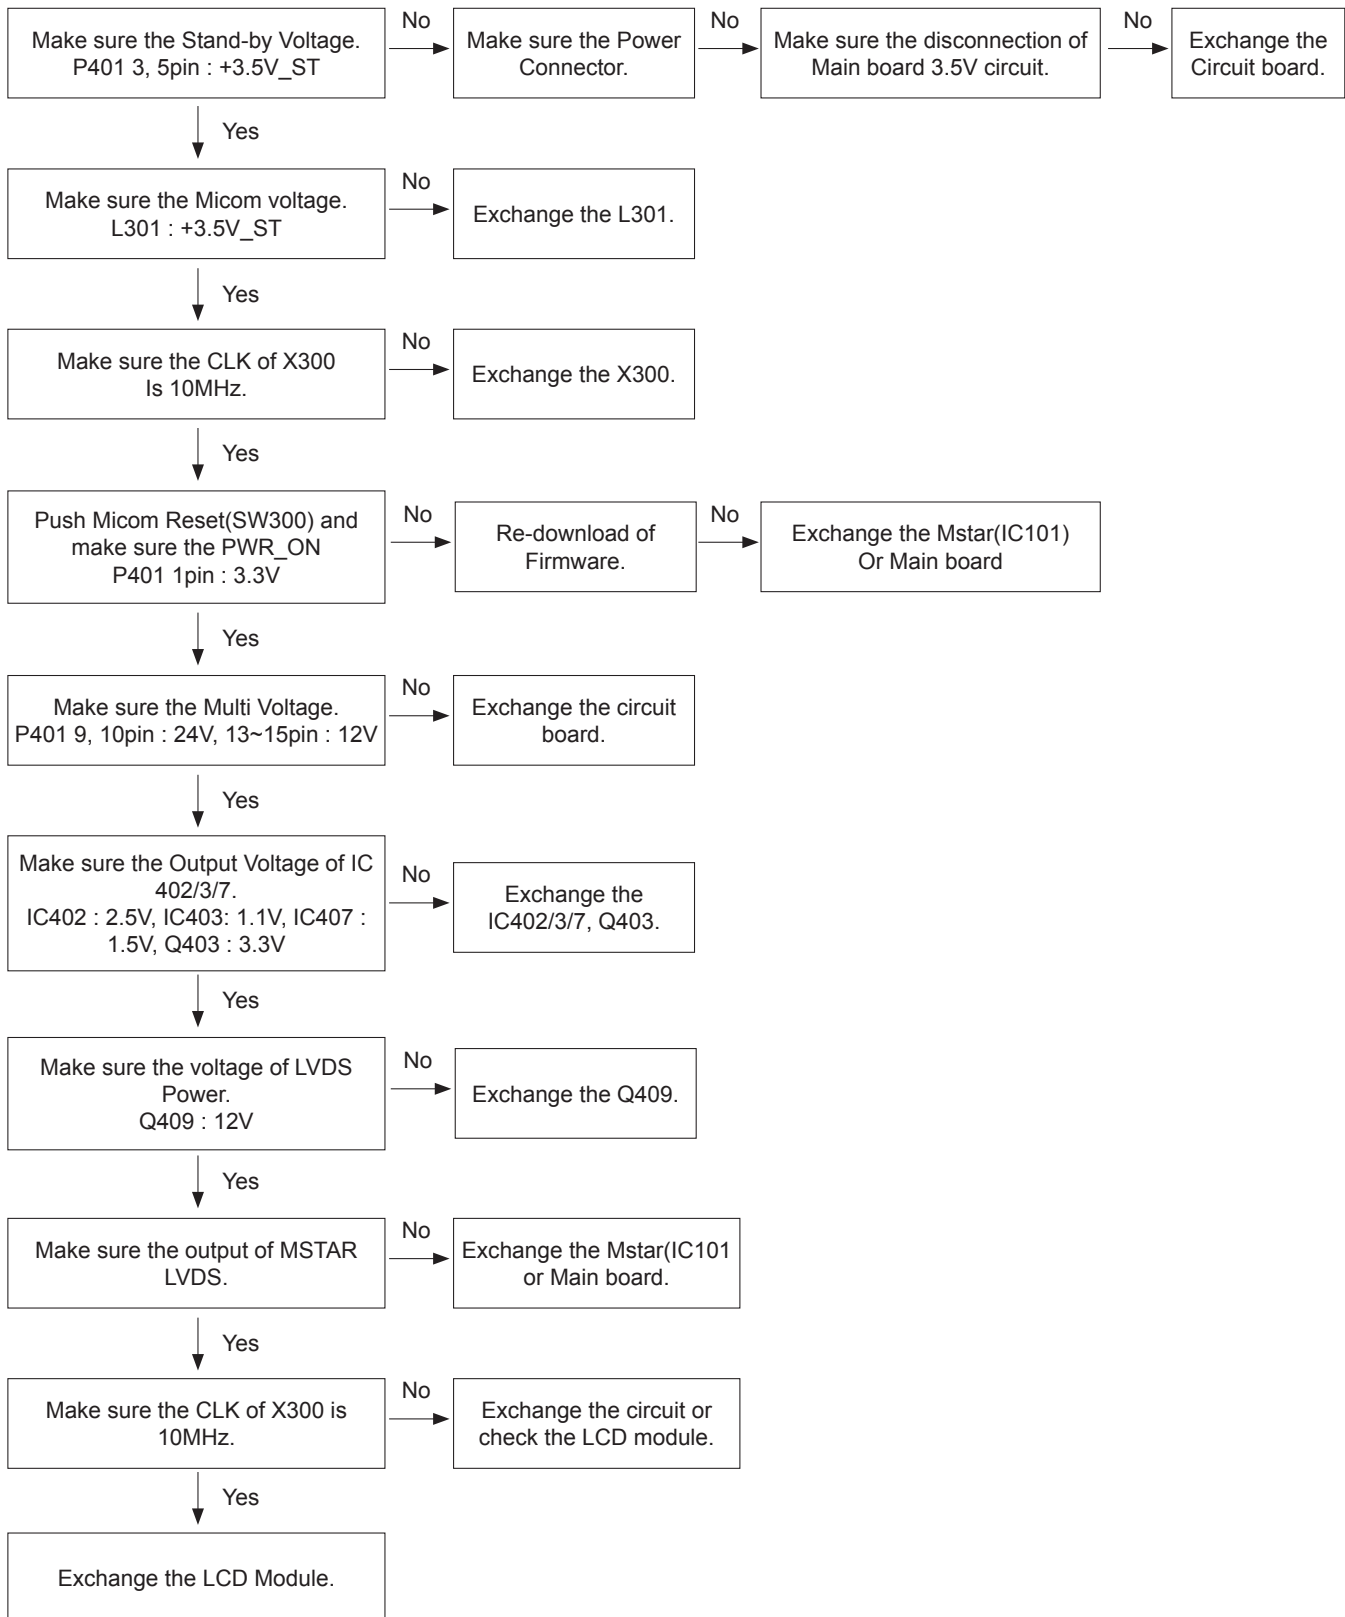 Make sure the Stand-by Voltage.
P401 3, 5pin : +3.5V_ST
No
Make sure the Power
Connector.
No
Make sure the disconnection of
Main board 3.5V circuit.
No
Exchange the
Circuit board.
Yes
Make sure the Micom voltage.
L301 : +3.5V_ST
No
Exchange the L301.
Yes
Make sure the CLK of X300
Is 10MHz.
No
Exchange the X300.
Yes
Push Micom Reset(SW300) and
make sure the PWR_ON
P401 1pin : 3.3V
No
Re-download of
Firmware.
No
Exchange the Mstar(IC101)
Or Main board
Yes
Make sure the Multi Voltage.
P401 9, 10pin : 24V, 13~15pin : 12V
No
Exchange the circuit
board.
Yes
Make sure the Output Voltage of IC
402/3/7.
IC402 : 2.5V, IC403: 1.1V, IC407 :
1.5V, Q403 : 3.3V
No
Exchange the
IC402/3/7, Q403.
Yes
Make sure the voltage of LVDS
Power.
Q409 : 12V
No
Exchange the Q409.
Yes
Make sure the output of MSTAR
LVDS.
No
Exchange the Mstar(IC101
or Main board.
Yes
Make sure the CLK of X300 is
10MHz.
No
Exchange the circuit or
check the LCD module.
Yes
Exchange the LCD Module.